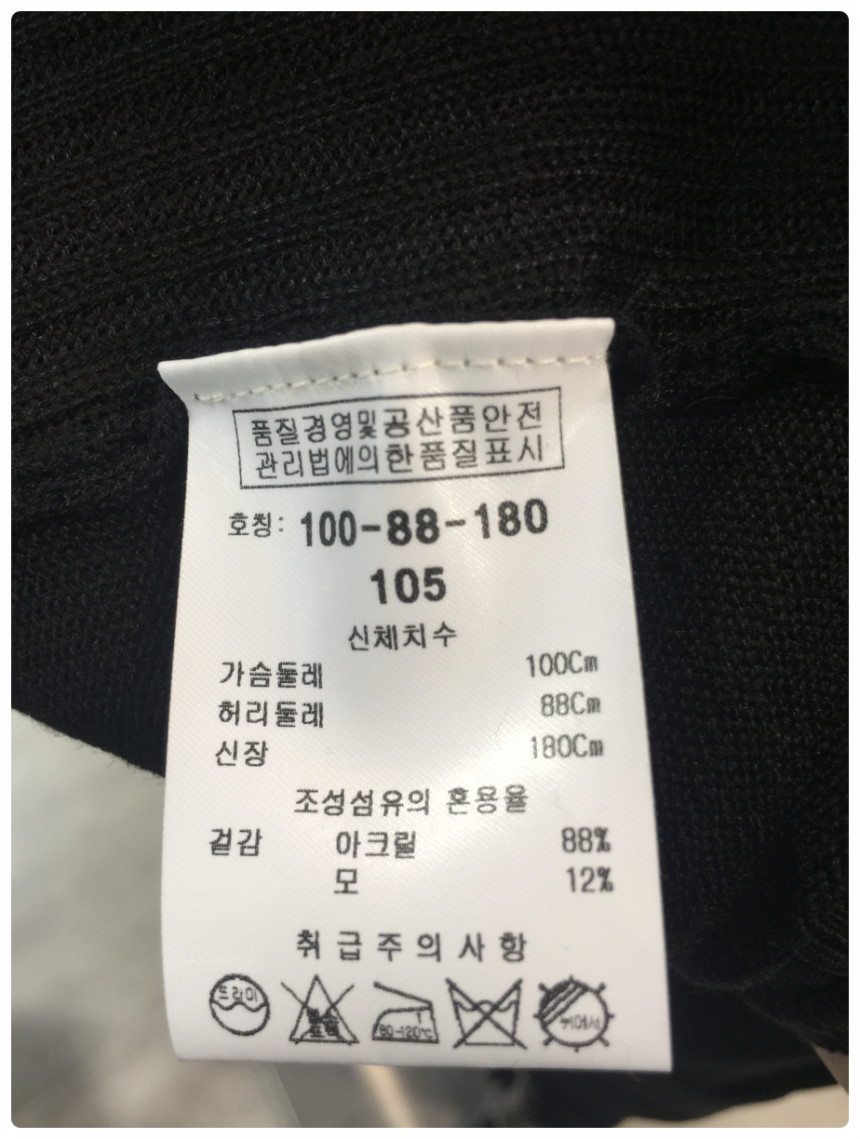 품질경영및공산품안전
관리법에의한품질표시
호칭: 100-88-180
105
신체치수
가슴둘레 100Cm
허리둘레 88Cm
신장 180Cm
조성섬유의 혼용율
겉감 아크릴 88%
모 12%
취급주의사항
드라이 80-120℃ 뉘어서